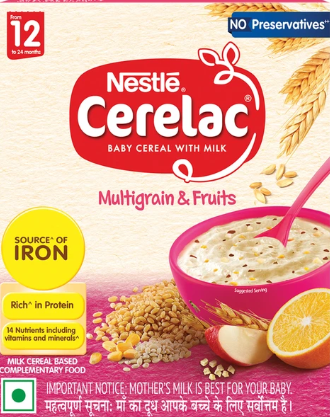 From
12
to 24 months
NO Preservatives**
Nestlé®
Cerelac®
BABY CEREAL WITH MILK
Multigrain & Fruits
SOURCE^ OF
IRON
Rich^ in Protein
14 Nutrients including
vitamins and minerals^
Suggested Serving
MILK CEREAL BASED
COMPLEMENTARY FOOD
IMPORTANT NOTICE: MOTHER'S MILK IS BEST FOR YOUR BABY.
महत्वपूर्ण सूचना: माँ का दूध आपके बच्चे के लिए सर्वोत्तम है।